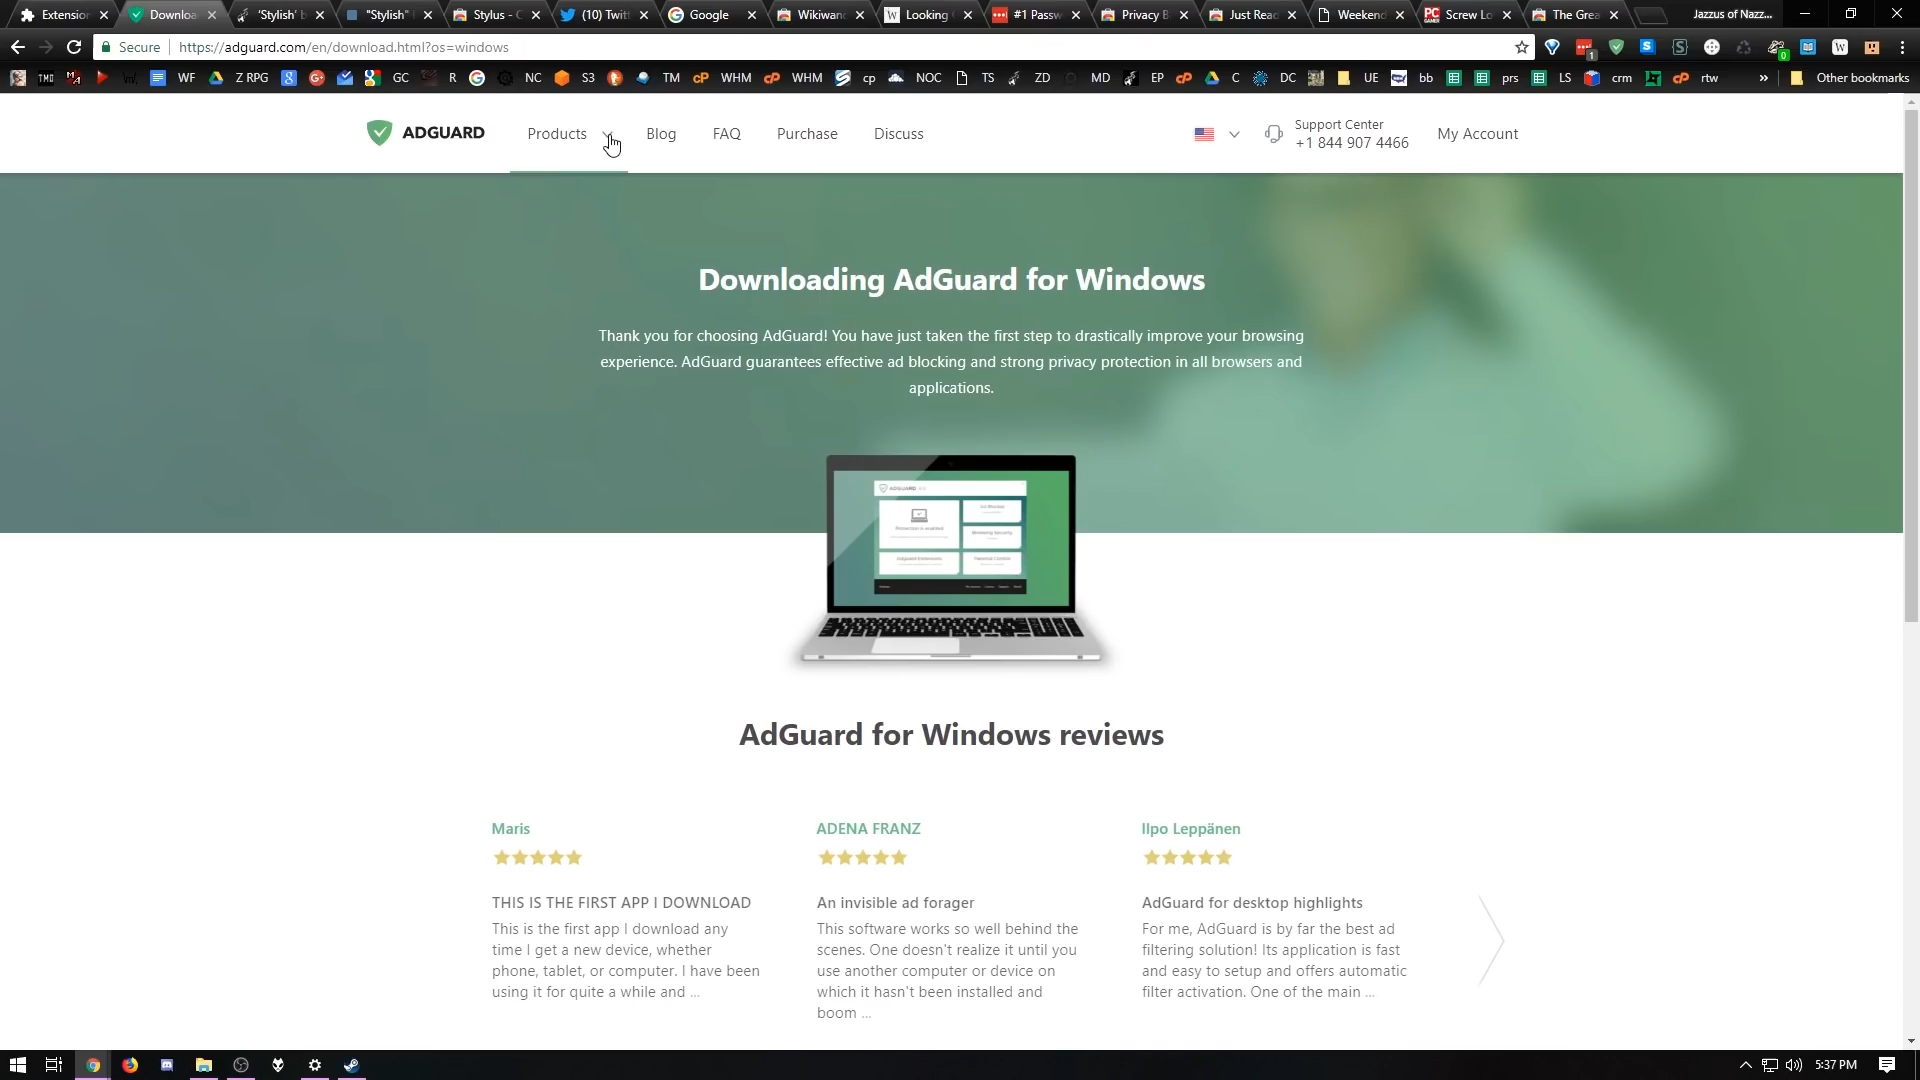 Extension
Downloa
'Stylish' b
"Stylish" i
Stylus - C
(10) Twitt
Google
Wikiwand
Looking
#1 Passw
Privacy B
Just Read
Weekend
Screw Lo
The Grea
Jazzus of Nazz...
Secure
https://adguard.com/en/download.html?os=windows
WF
Z RPG
GC
R
NC
S3
TM
WHM
WHM
cp
NOC
TS
ZD
MD
EP
C
DC
UE
bb
prs
LS
crm
rtw
»
Other bookmarks
ADGUARD
Products
Blog
FAQ
Purchase
Discuss
Support Center
+1 844 907 4466
My Account
Downloading AdGuard for Windows
Thank you for choosing AdGuard! You have just taken the first step to drastically improve your browsing
experience. AdGuard guarantees effective ad blocking and strong privacy protection in all browsers and
applications.
AdGuard for Windows reviews
Maris
THIS IS THE FIRST APP I DOWNLOAD
This is the first app I download any
time I get a new device, whether
phone, tablet, or computer. I have been
using it for quite a while and ...
ADENA FRANZ
An invisible ad forager
This software works so well behind the
scenes. One doesn't realize it until you
use another computer or device on
which it hasn't been installed and
boom ...
Ilpo Leppänen
AdGuard for desktop highlights
For me, AdGuard is by far the best ad
filtering solution! Its application is fast
and easy to setup and offers automatic
filter activation. One of the main ...
5:37 PM